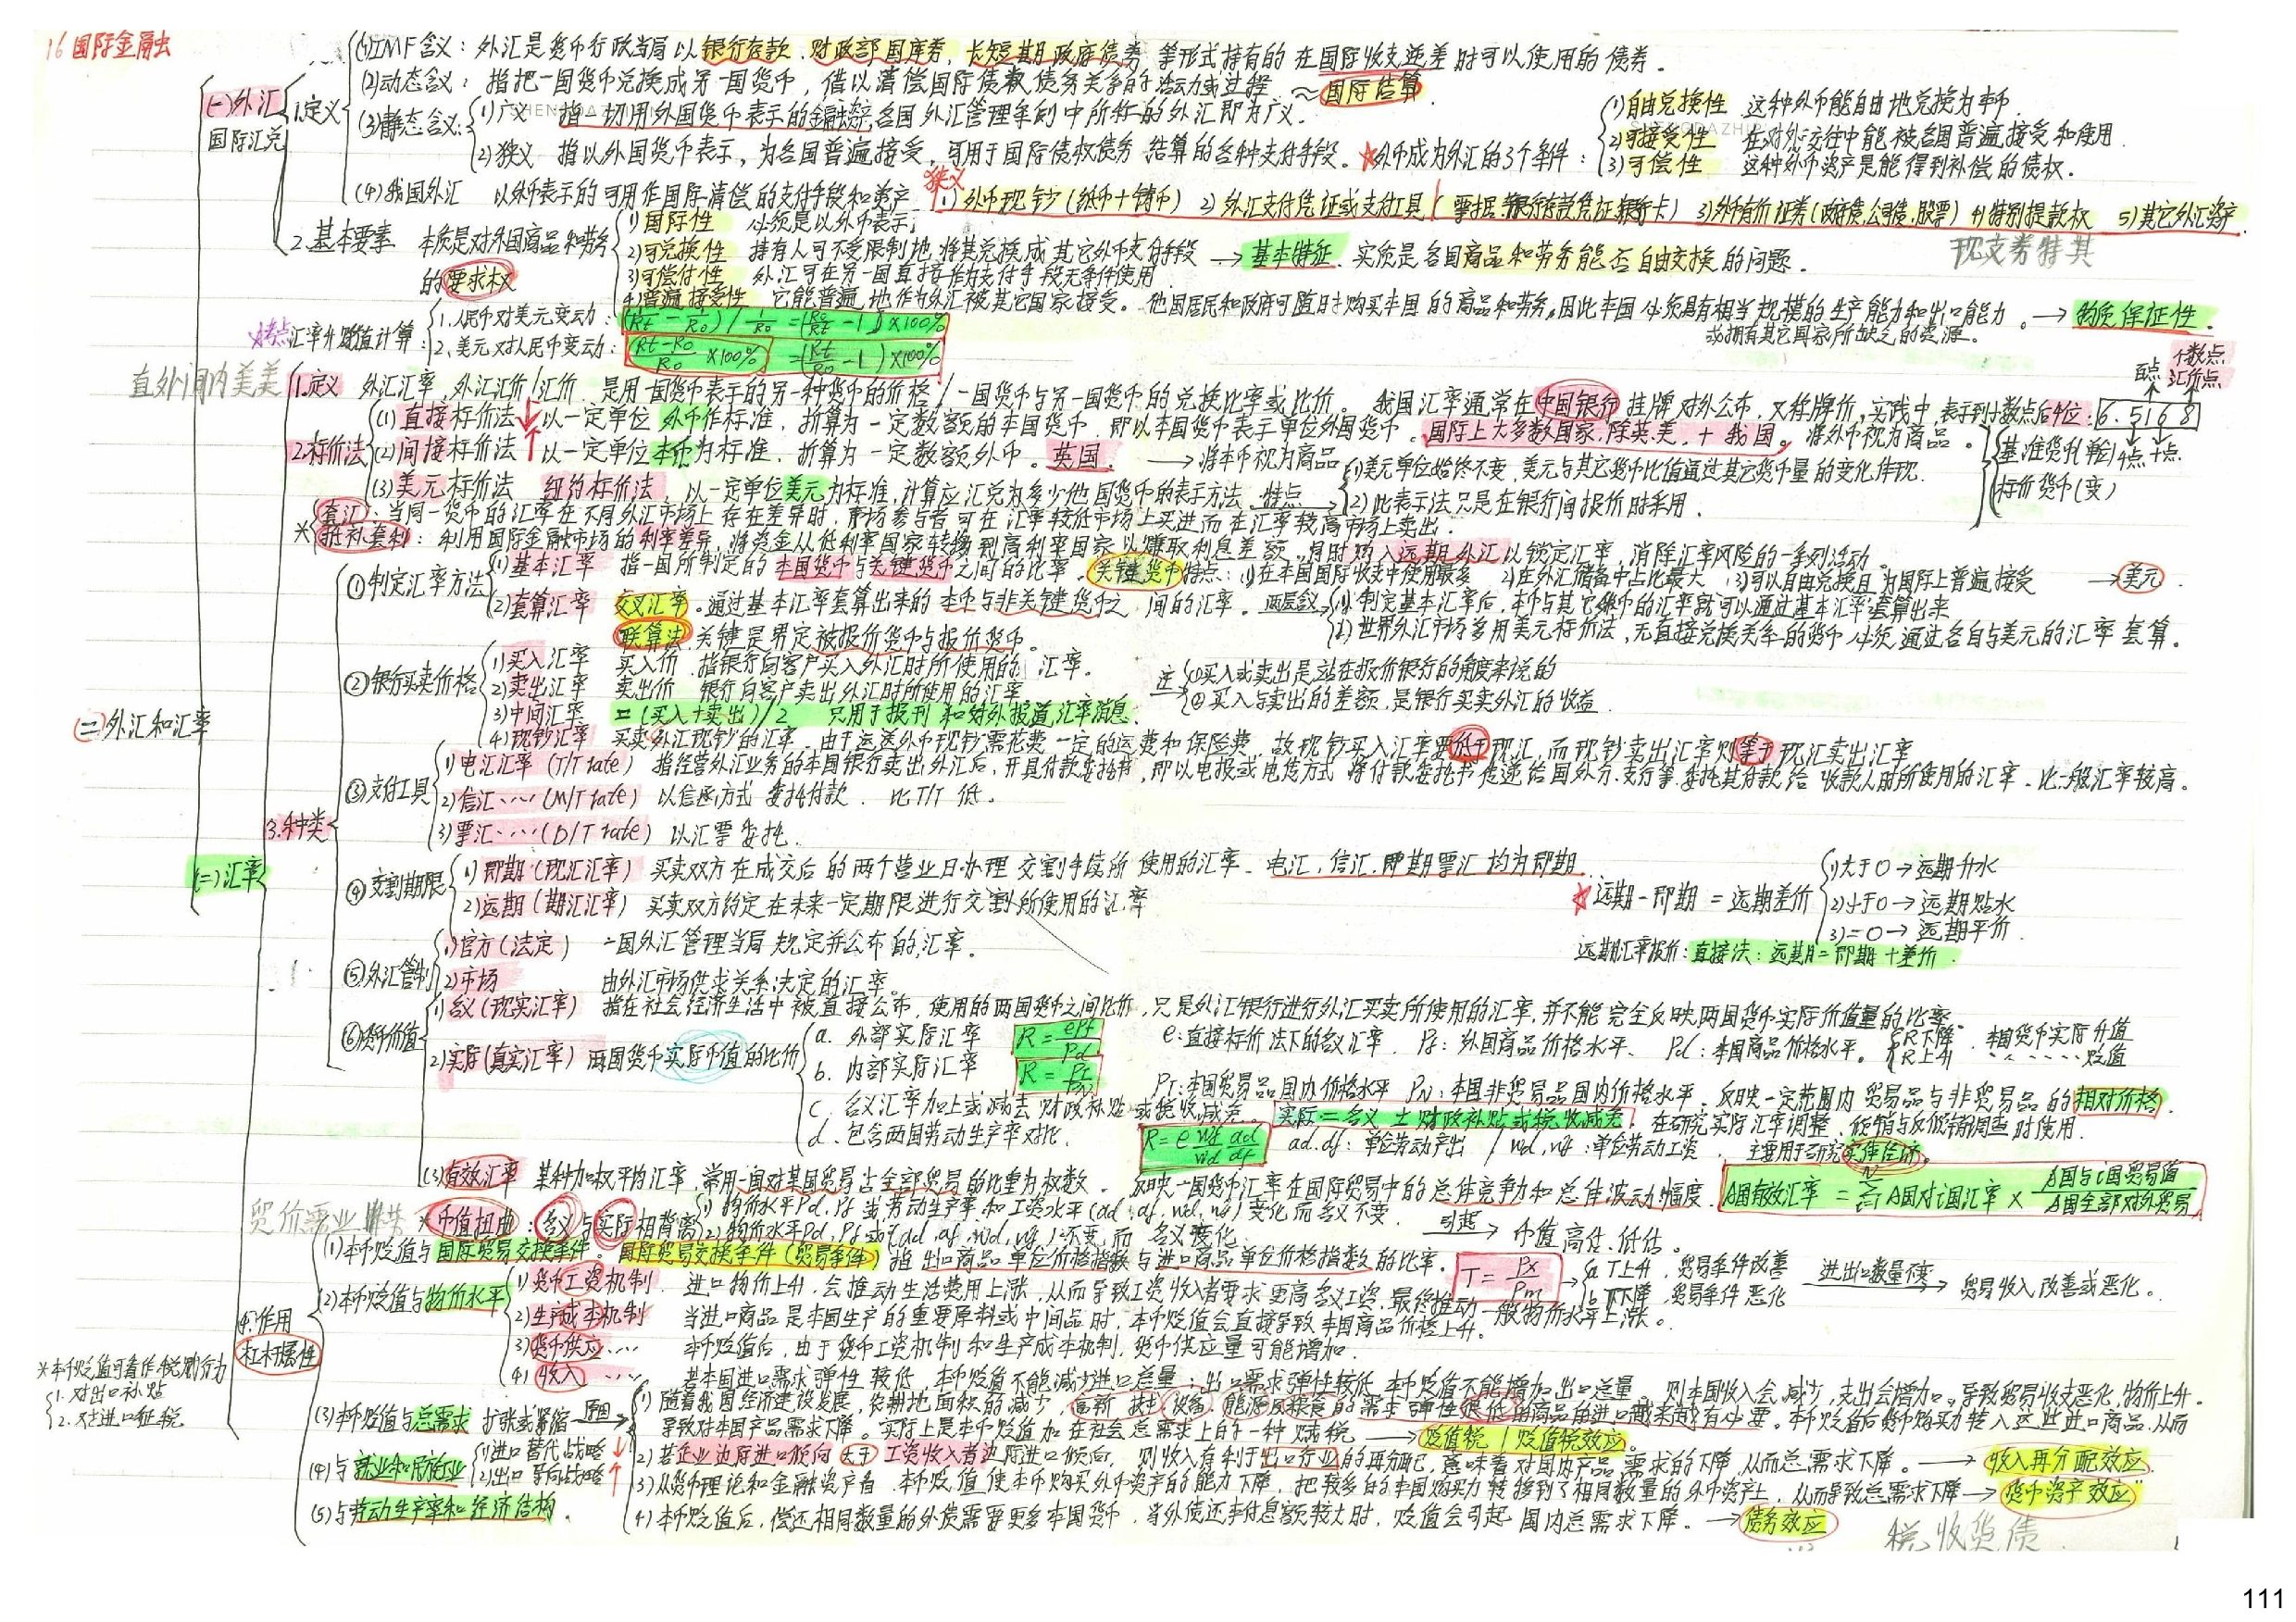 16 国际金融
(1)IMF含义：外汇是货币行政当局以银行存款、财政部国库券、长短期政府债券等形式持有的在国际收支逆差时可以使用的债券。
(2)动态含义：指把一国货币兑换成另一国货币，借以清偿国际债权债务关系的活动或过程 ≈国际结算
(一)外汇 国际汇兑
1.定义
(3)静态含义：
1)广义 指一切用外国货币表示的金融资产 各国外汇管理条例中所称的外汇即为广义。
2)狭义 指以外国货币表示，为各国普遍接受，可用于国际债权债务结算的各种支付手段。
★外币成为外汇的3个条件：
1)自由兑换性 这种外币能自由地兑换为本币.
2)可接受性 在对外交往中能被各国普遍接受和使用.
3)可偿性 这种外币资产是能得到补偿的债权.
(4)我国外汇 以外币表示的可用作国际清偿的支付手段和资产
狭义
1)外币现钞(纸币+铸币) 2)外汇支付凭证或支付工具(票据、银行存款凭证、银行卡) 3)外币有价证券(政府债,公司债,股票) 4)特别提款权 5)其它外汇资产.
现支券特其
2.基本要素 本质是对外国商品和劳务的要求权
1)国际性 必须是以外币表示；
2)可兑换性 持有人可不受限制地将其兑换成其它外币支付手段 → 基本特征. 实质是各国商品和劳务能否自由交换的问题.
3)可偿付性 外汇可在另一国直接作为支付手段无条件使用
4)普遍接受性 它能普遍地作为外汇被其它国家接受。他国居民和政府可随时购买本国的商品和劳务,因此本国必须具有相当规模的生产能力和出口能力。→ 物质保证性.
或拥有其它国家所缺乏的资源。
考点 汇率升贬值计算：
1.人民币对美元变动：(1/Rt − 1/R0) / 1/R0 = (R0/Rt − 1)×100%
2.美元对人民币变动：(Rt−R0)/R0 ×100% = (Rt/R0 − 1)×100%
直外间内美美
1.定义 外汇汇率,外汇汇价/汇价 是用一国货币表示的另一种货币的价格/一国货币与另一国货币的兑换比率或比价。我国汇率通常在中国银行挂牌对外公布,又称牌价.实践中,表示到小数点后4位：6.5168
百点 个数点 汇价点
千点 十点
2.标价法
(1)直接标价法↓ 以一定单位外币作标准,折算为一定数额的本国货币,即以本国货币表示单位外国货币.国际上大多数国家,除英.美.+我国. 将外币视为商品.
(2)间接标价法↑ 以一定单位本币为标准,折算为一定数额外币.英国. → 将本币视为商品
(3)美元标价法 纽约标价法,以一定单位美元为标准,计算应汇兑为多少他国货币的表示方法.特点
1)美元单位始终不变,美元与其它货币比值通过其它货币量的变化体现.
2)此表示法只是在银行间报价时采用.
标价货币(变)
套汇：当同一货币的汇率在不同外汇市场上存在差异时,市场参与者可在汇率较低市场上买进而在汇率较高市场上卖出.
*抵补套利：利用国际金融市场的利率差异,将资金从低利率国家转移到高利率国家以赚取利息差额,同时购入远期外汇以锁定汇率,消除汇率风险的一系列活动.
(二)外汇和汇率
(二)汇率
3.种类
①制定汇率方法
1)基本汇率 指一国所制定的本国货币与关键货币之间的比率.关键货币特点：1)在本国国际收支中使用最多 2)在外汇储备中占比最大 3)可以自由兑换且为国际上普遍接受 → 美元.
2)套算汇率 交叉汇率.通过基本汇率套算出来的本币与非关键货币之间的汇率.两层含义
1)制定基本汇率后,本币与其它外币的汇率就可以通过基本汇率套算出来
2)世界外汇市场多用美元标价法,无直接兑换关系的货币必须通过各自与美元的汇率套算.
联算法 关键是界定被报价货币与报价货币.
②银行买卖价格
1)买入汇率 买入价.指银行向客户买入外汇时所使用的汇率.
2)卖出汇率 卖出价 银行向客户卖出外汇时所使用的汇率.
注 ①买入或卖出是站在报价银行的角度来说的
②买入与卖出的差额,是银行买卖外汇的收益.
3)中间汇率 =(买入+卖出)/2 只用于报刊和对外报道汇率消息.
4)现钞汇率 买卖外汇现钞的汇率.由于运送外币现钞需花费一定的运费和保险费,故现钞买入汇率要低于现汇,而现钞卖出汇率则等于现汇卖出汇率
③支付工具
1)电汇汇率(T/T rate) 指经营外汇业务的本国银行卖出外汇后,开具付款委托书,即以电报或电传方式将付款委托书传递给国外分.支行等,委托其付款给收款人时所使用的汇率.比一般汇率较高.
2)信汇……(M/T rate) 以信函方式委托付款. 比T/T低.
3)票汇……(D/T rate) 以汇票委托.
④交割期限
1)即期(现汇汇率) 买卖双方在成交后的两个营业日办理交割手续所使用的汇率.电汇,信汇,即期票汇均为即期.
2)远期(期汇汇率) 买卖双方约定在未来一定期限进行交割所使用的汇率
★远期−即期=远期差价
1)大于0→远期升水
2)小于0→远期贴水
3)=0→远期平价.
远期汇率报价：直接法：远期=即期+差价
⑤外汇管制
1)官方(法定) 一国外汇管理当局规定并公布的汇率.
2)市场 由外汇市场供求关系决定的汇率.
⑥货币价值
1)名义(现实汇率) 指在社会经济生活中被直接公布,使用的两国货币之间比价,只是外汇银行进行外汇买卖所使用的汇率,并不能完全反映两国货币实际价值量的比率.
2)实际(真实汇率) 两国货币实际币值的比价
a. 外部实际汇率 R=ePf/Pd e:直接标价法下的名义汇率. Pf:外国商品价格水平、Pd:本国商品价格水平. R下降 本国货币实际升值 R上升 ……贬值
b. 内部实际汇率 R=PT/PN PT:本国贸易品国内价格水平 PN:本国非贸易品国内价格水平.反映一定范围内贸易品与非贸易品的相对价格.
c. 名义汇率加上或减去财政补贴或税收减免 实际=名义±财政补贴或税收减免.在研究实际汇率调整,倾销与反倾销调查时使用.
d. 包含两国劳动生产率对比. R=e wf/wd ad/df ad.df:单位劳动产出 / wd,wf:单位劳动工资. 主要用于研究实体经济.
(3)有效汇率 某种加权平均汇率,常用一国对某国贸易占全部贸易的比重为权数. 反映一国货币汇率在国际贸易中的总体竞争力和总体波动幅度.
A国有效汇率=∑A国对i国汇率×A国与i国贸易值/A国全部对外贸易
*币值扭曲：名义与实际相背离
1)物价水平Pd,Pf 或劳动生产率和工资水平(ad,af,wd,wf)变化而名义不变.
2)物价水平Pd,Pf或(ad,af,wd,wf)不变而名义变化. 引起→ 币值高估.低估.
4.作用 杠杆属性
(1)本币贬值与国际贸易交换条件.国际贸易交换条件(贸易条件)指出口商品单位价格指数与进口商品单位价格指数的比率. T=Px/Pm
a T上升,贸易条件改善
b T下降,贸易条件恶化
进出口数量不变→ 贸易收入改善或恶化.
(2)本币贬值与物价水平
1)货币工资机制 进口物价上升,会推动生活费用上涨,从而导致工资收入者要求更高名义工资,最终推动一般物价水平上涨.
2)生产成本机制 当进口商品是本国生产的重要原料或中间品时,本币贬值会直接导致本国商品价格上升.
3)货币供应…… 本币贬值后,由于货币工资机制和生产成本机制,货币供应量可能增加.
4)收入…… 若本国进口需求弹性较低,本币贬值不能减少进口总量；出口需求弹性较低,本币贬值不能增加出口总量.则本国收入会减少,支出会增加.导致贸易收支恶化,物价上升.
*本币贬值可看作税赋行为
1.对出口补贴
2.对进口征税
(3)本币贬值与总需求 扩张或紧缩 原因→
1)随着我国经济建设发展,农耕地面积的减少,高新技术设备、能源及粮食的需求弹性很低的商品的进口越来越有必要.本币贬值后货币购买力转入这些进口商品,从而导致对本国产品需求下降.实际上是本币贬值加在社会总需求上的一种赋税→ 贬值税/贬值税效应.
2)若企业边际进口倾向大于工资收入者边际进口倾向,则收入有利于出口行业的再分配,意味着对国内产品需求的下降,从而总需求下降.→ 收入再分配效应.
3)从货币理论和金融资产看,本币贬值使本币购买外币资产的能力下降,把较多的本国购买力转移到了相同数量的外币资产上,从而导致总需求下降→ 货币资产效应
4)本币贬值后,偿还相同数量的外债需要更多本国货币,当外债还本付息总额较大时,贬值会引起国内总需求下降.→ 债务效应
(4)与就业和民族工业
1)进口替代战略↓
2)出口导向战略↑
(5)与劳动生产率和经济结构.
税收货债
111